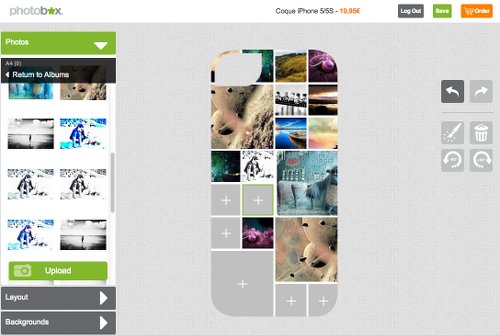 photobox.
Coque iPhone 5/5S - 19,95€
Log Out
Save
Order
Photos
A4 (6)
Return to Albums
Upload
Layout
Backgrounds